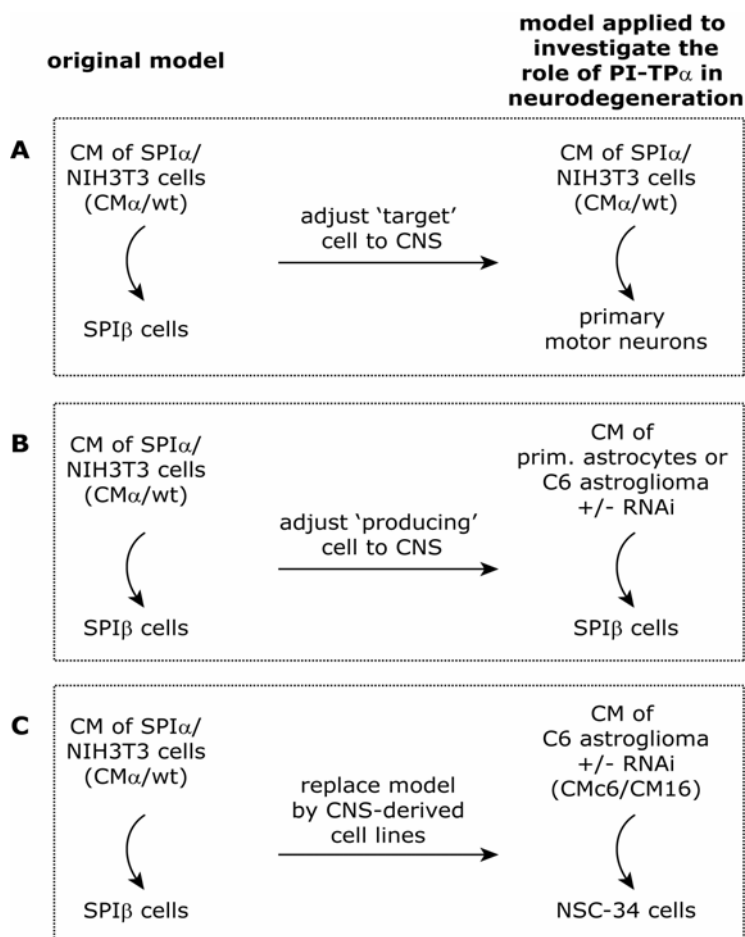 original model
model applied to
investigate the
role of PI-TPα in
neurodegeneration
A
CM of SPIα/
NIH3T3 cells
(CMα/wt)
SPIβ cells
adjust ‘target’
cell to CNS
CM of SPIα/
NIH3T3 cells
(CMα/wt)
primary
motor neurons
B
CM of SPIα/
NIH3T3 cells
(CMα/wt)
SPIβ cells
adjust ‘producing’
cell to CNS
CM of
prim. astrocytes or
C6 astroglioma
+/- RNAi
SPIβ cells
C
CM of SPIα/
NIH3T3 cells
(CMα/wt)
SPIβ cells
replace model
by CNS-derived
cell lines
CM of
C6 astroglioma
+/- RNAi
(CMc6/CM16)
NSC-34 cells